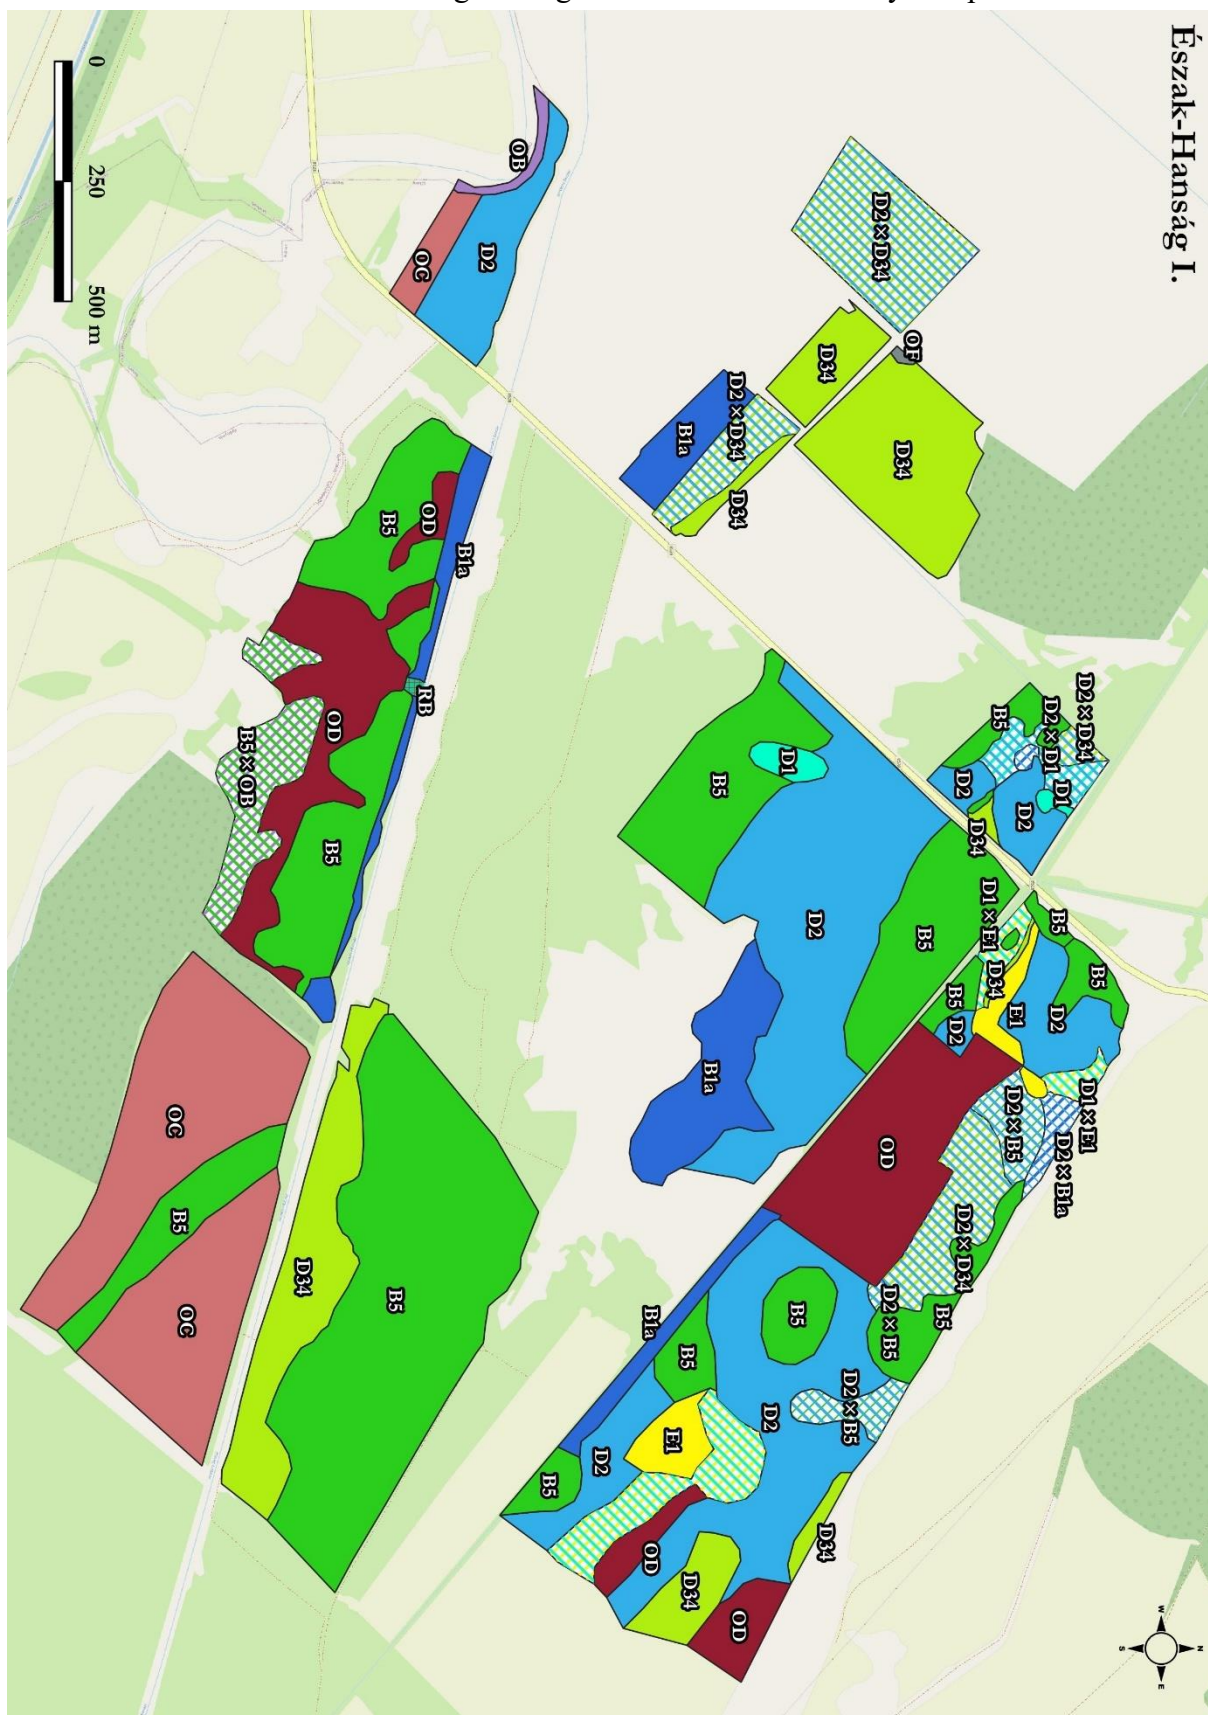 Észak-Hanság I.
N
W
E
S
B5
D1 × E1
D2 × D34
D2 × B1a
B5
D2
D1
D2 × D1
D2
E1
D2 × B5
B5
D34
D1 × E1
D34
D2 × D34
D2
B5
D2
B5
B5
OF
D34
D2 × B5
OD
D2 × D34
D2 × B5
D34
D34
D2
B5
D1
D2
D34
D2 × D34
OD
B5
B1a
D34
B5
B1a
E1
OD
B1a
D2
B5
OB
D2
B1a
OD
RB
OC
B5
B5
OD
B5
D34
B5 × OB
OC
B5
OC
0
250
500 m